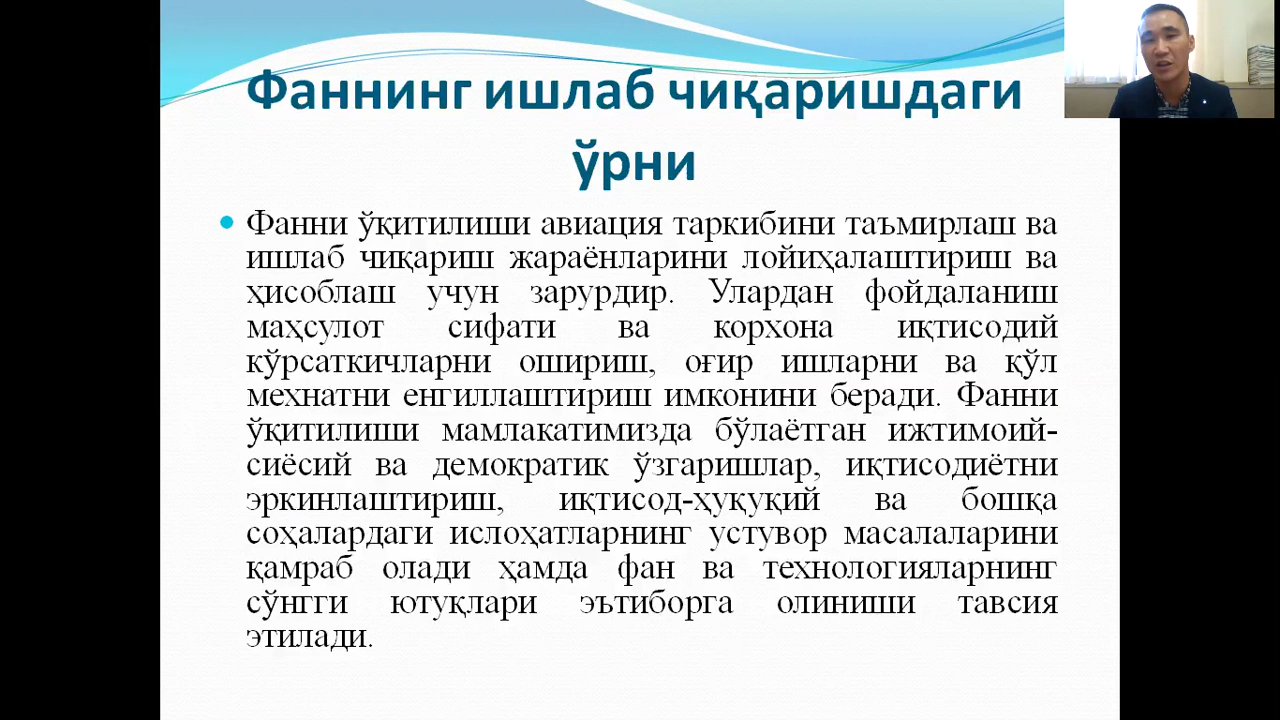 Фаннинг ишлаб чиқаришдаги
ўрни
Фанни ўқитилиши авиация таркибини таъмирлаш ва
ишлаб чиқариш жараёнларини лойиҳалаштириш ва
ҳисоблаш учун зарурдир. Улардан фойдаланиш
маҳсулот сифати ва корхона иқтисодий
кўрсаткичларни ошириш, оғир ишларни ва қўл
мехнатни енгиллаштириш имконини беради. Фанни
ўқитилиши мамлакатимизда бўлаётган ижтимоий-
сиёсий ва демократик ўзгаришлар, иқтисодиётни
эркинлаштириш, иқтисод-ҳуқуқий ва бошқа
соҳалардаги ислоҳатларнинг устувор масалаларини
қамраб олади ҳамда фан ва технологияларнинг
сўнгги ютуқлари эътиборга олиниши тавсия
этилади.